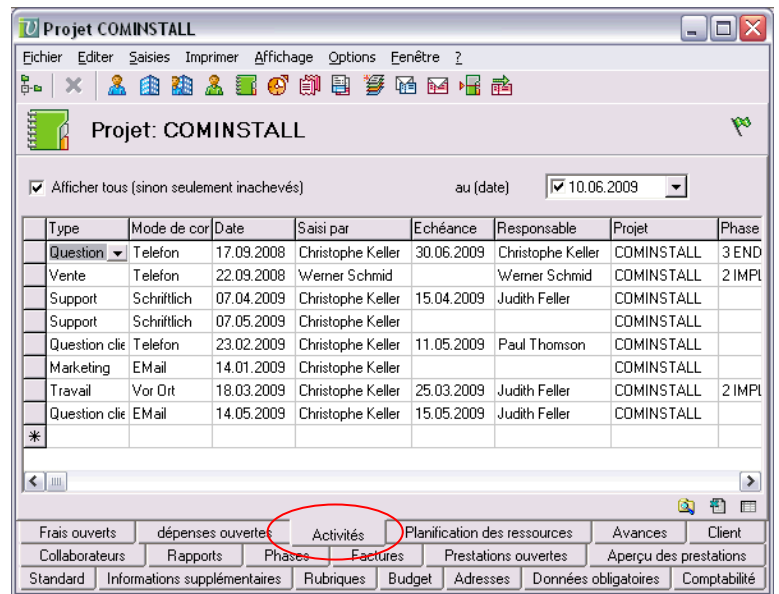 Projet COMINSTALL
Fichier Editer Saisies Imprimer Affichage Options Fenêtre ?
Projet: COMINSTALL
Afficher tous (sinon seulement inachevés) au (date) 10.06.2009
Type Mode de cor Date Saisi par Echéance Responsable Projet Phase
Question Telefon 17.09.2008 Christophe Keller 30.06.2009 Christophe Keller COMINSTALL 3 END
Vente Telefon 22.09.2008 Werner Schmid Werner Schmid COMINSTALL 2 IMPL
Support Schriftlich 07.04.2009 Christophe Keller 15.04.2009 Judith Feller COMINSTALL
Support Schriftlich 07.05.2009 Christophe Keller COMINSTALL
Question clie Telefon 23.02.2009 Christophe Keller 11.05.2009 Paul Thomson COMINSTALL
Marketing EMail 14.01.2009 Christophe Keller COMINSTALL
Travail Vor Ort 18.03.2009 Christophe Keller 25.03.2009 Judith Feller COMINSTALL 2 IMPL
Question clie EMail 14.05.2009 Christophe Keller 15.05.2009 Judith Feller COMINSTALL
Frais ouverts dépenses ouvertes Activités Planification des ressources Avances Client
Collaborateurs Rapports Phases Factures Prestations ouvertes Aperçu des prestations
Standard Informations supplémentaires Rubriques Budget Adresses Données obligatoires Comptabilité